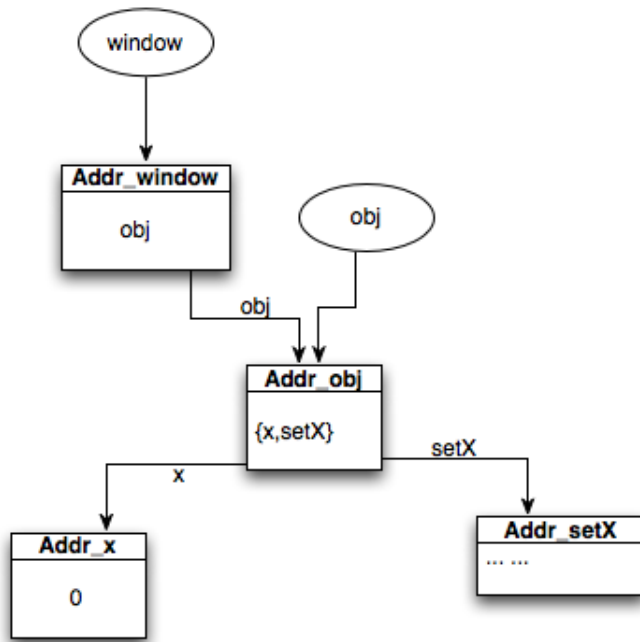 window
Addr_window
obj
obj
obj
Addr_obj
{x,setX}
setX
x
Addr_setX
... ...
Addr_x
0